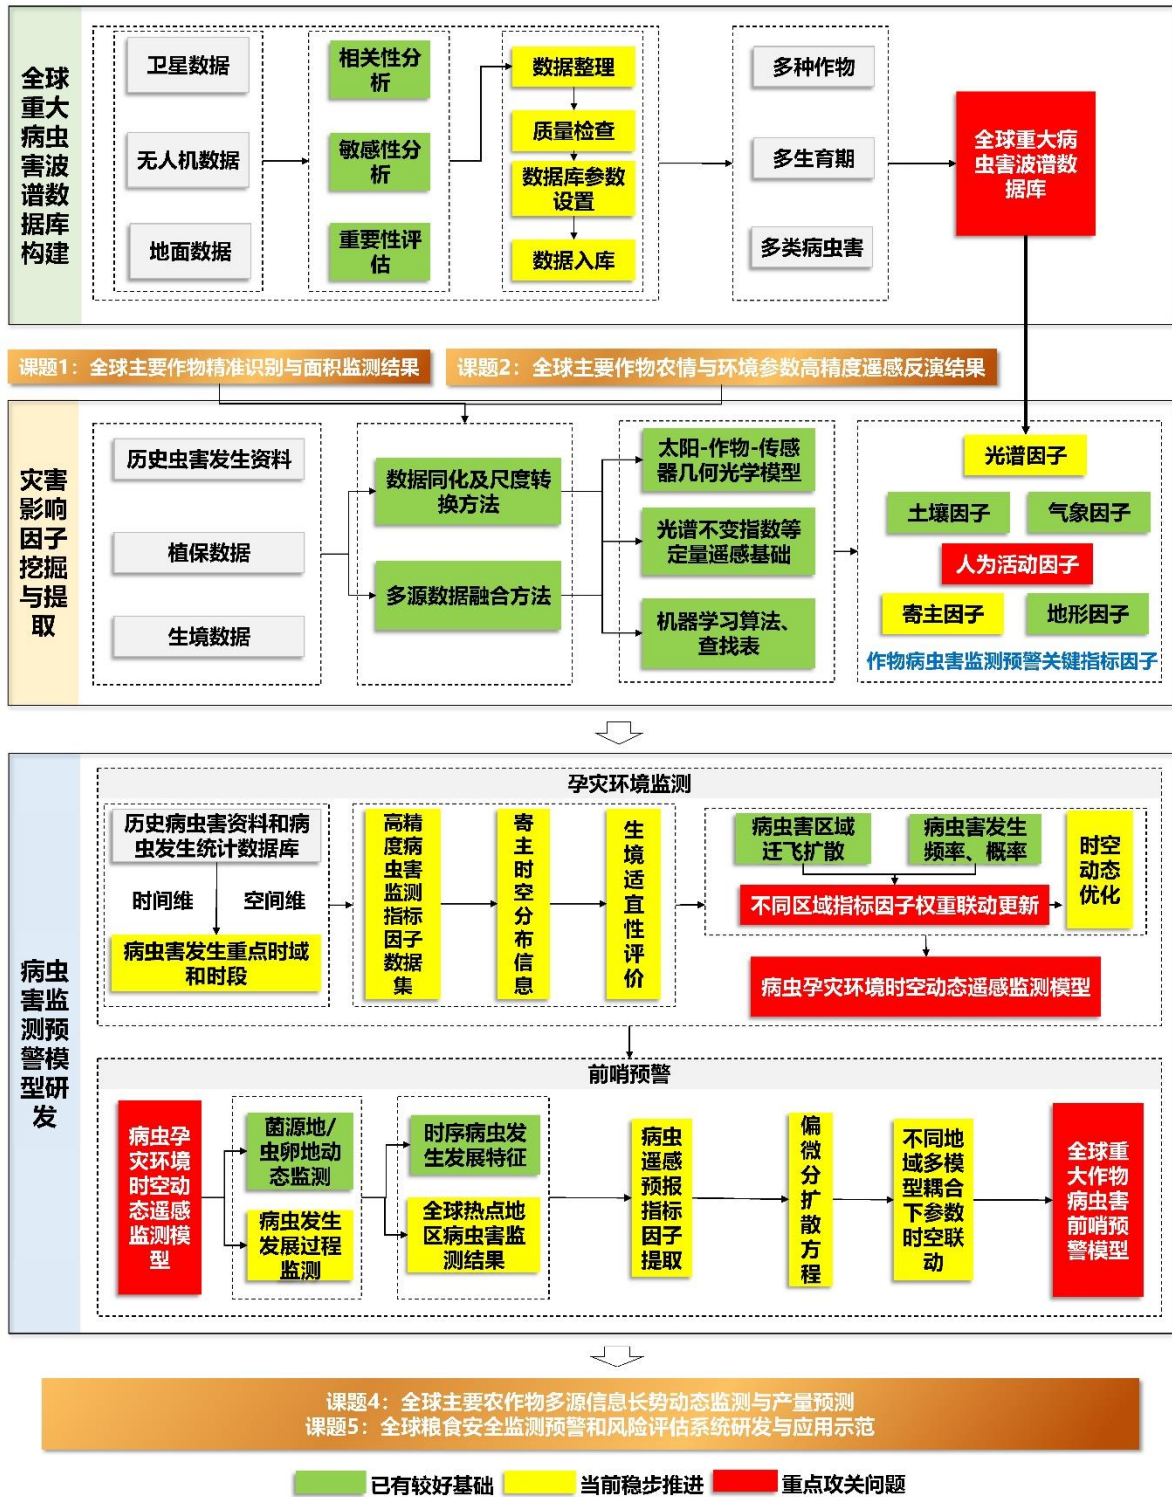 全球
重大
病虫
害波
谱数
据库
构建
卫星数据
无人机数据
地面数据
相关性分
析
敏感性分
析
重要性评
估
数据整理
质量检查
数据库参数
设置
数据入库
多种作物
多生育期
多类病虫害
全球重大病
虫害波谱数
据库
课题1：全球主要作物精准识别与面积监测结果
课题2：全球主要作物农情与环境参数高精度遥感反演结果
灾害
影响
因子
挖掘
与提
取
历史虫害发生资料
植保数据
生境数据
数据同化及尺度转
换方法
多源数据融合方法
太阳-作物-传感
器几何光学模型
光谱不变指数等
定量遥感基础
机器学习算法、
查找表
光谱因子
土壤因子
气象因子
人为活动因子
寄主因子
地形因子
作物病虫害监测预警关键指标因子
病虫
害监
测预
警模
型研
发
孕灾环境监测
历史病虫害资料和病
虫发生统计数据库
时间维
空间维
病虫害发生重点时域
和时段
高精
度病
虫害
监测
指标
因子
数据
集
寄
主
时
空
分
布
信
息
生
境
适
宜
性
评
价
病虫害区域
迁飞扩散
病虫害发生
频率、概率
不同区域指标因子权重联动更新
时空
动态
优化
病虫孕灾环境时空动态遥感监测模型
前哨预警
病虫孕
灾环境
时空动
态遥感
监测模
型
菌源地/
虫卵地动
态监测
病虫发生
发展过程
监测
时序病虫发
生发展特征
全球热点地
区病虫害监
测结果
病虫
遥感
预报
指标
因子
提取
偏
微分
扩散
方
程
不同地
域多模
型耦合
下参数
时空联
动
全球重
大作物
病虫害
前哨预
警模型
课题4：全球主要农作物多源信息长势动态监测与产量预测
课题5：全球粮食安全监测预警和风险评估系统研发与应用示范
已有较好基础
当前稳步推进
重点攻关问题